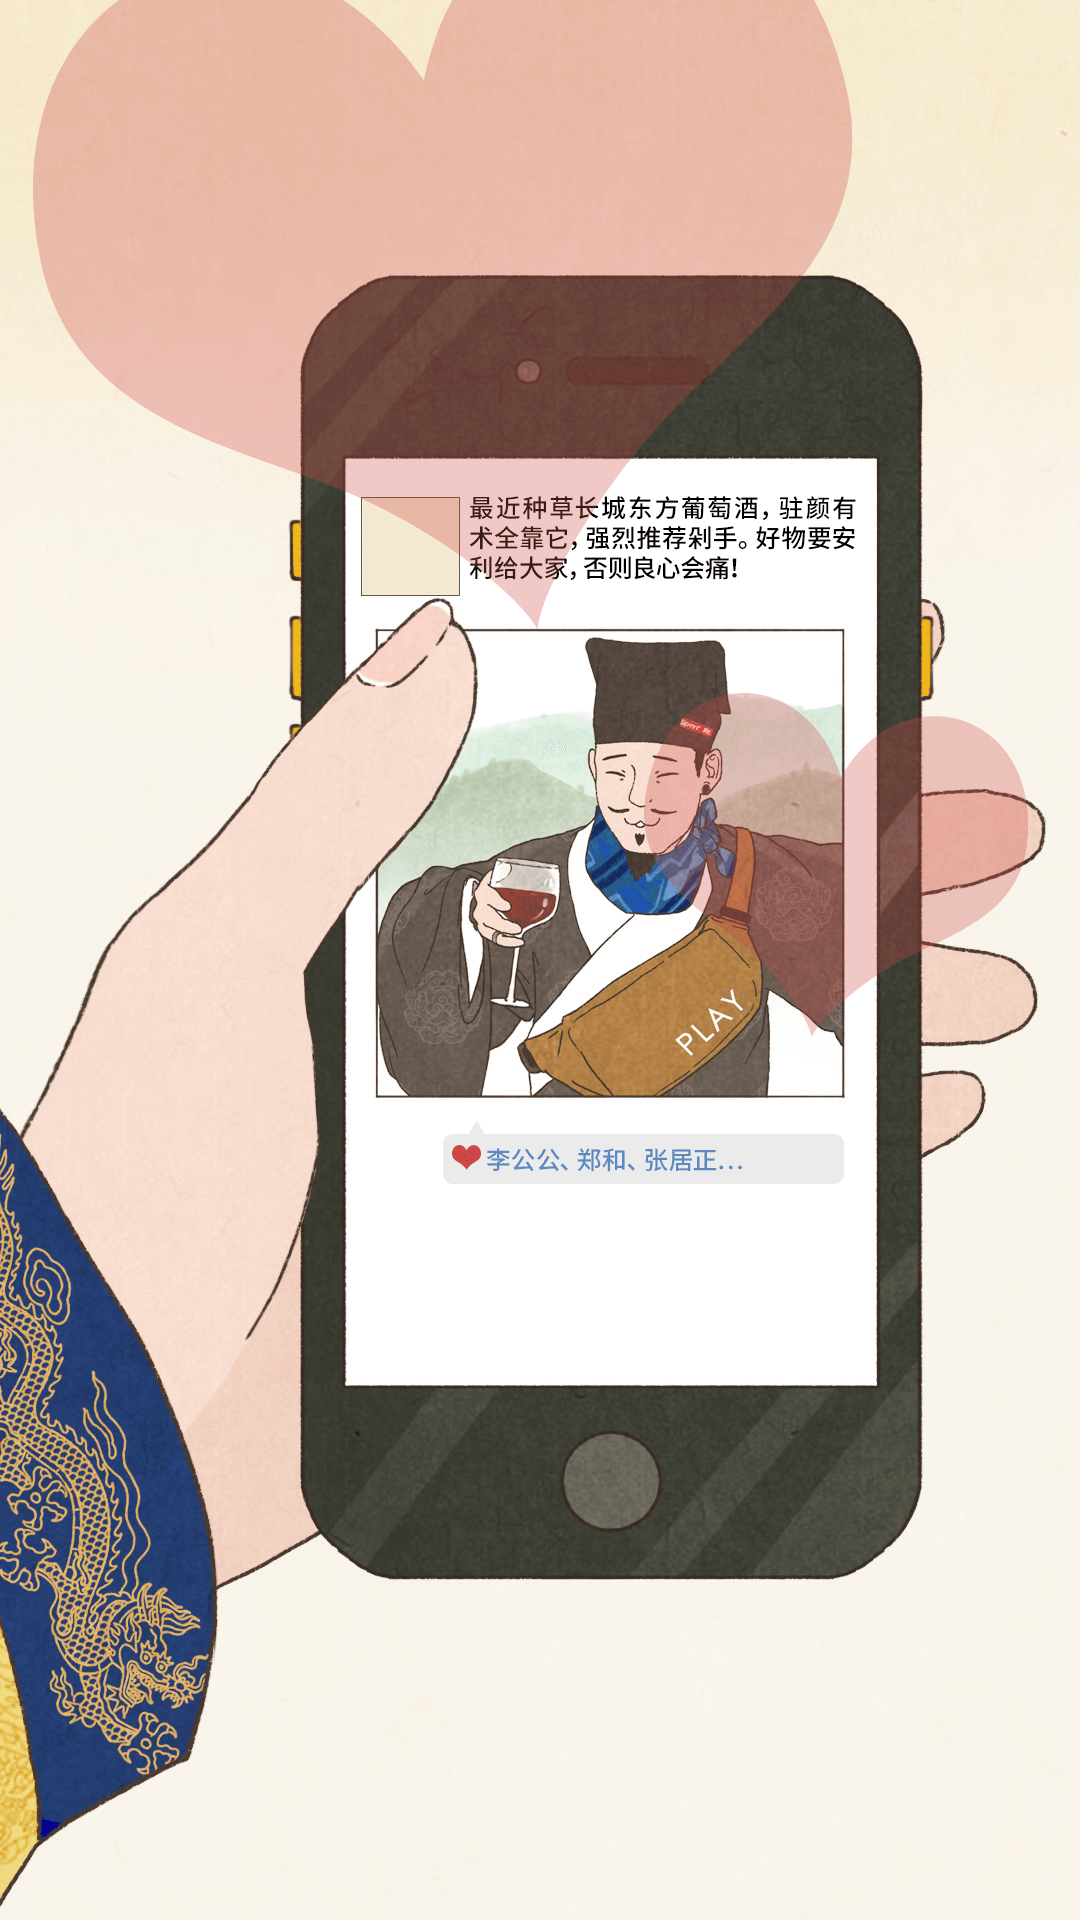 最近种草长城东方葡萄酒，驻颜有
术全靠它，强烈推荐剁手。好物要安
利给大家，否则良心会痛！
PLAY
李公公、郑和、张居正...